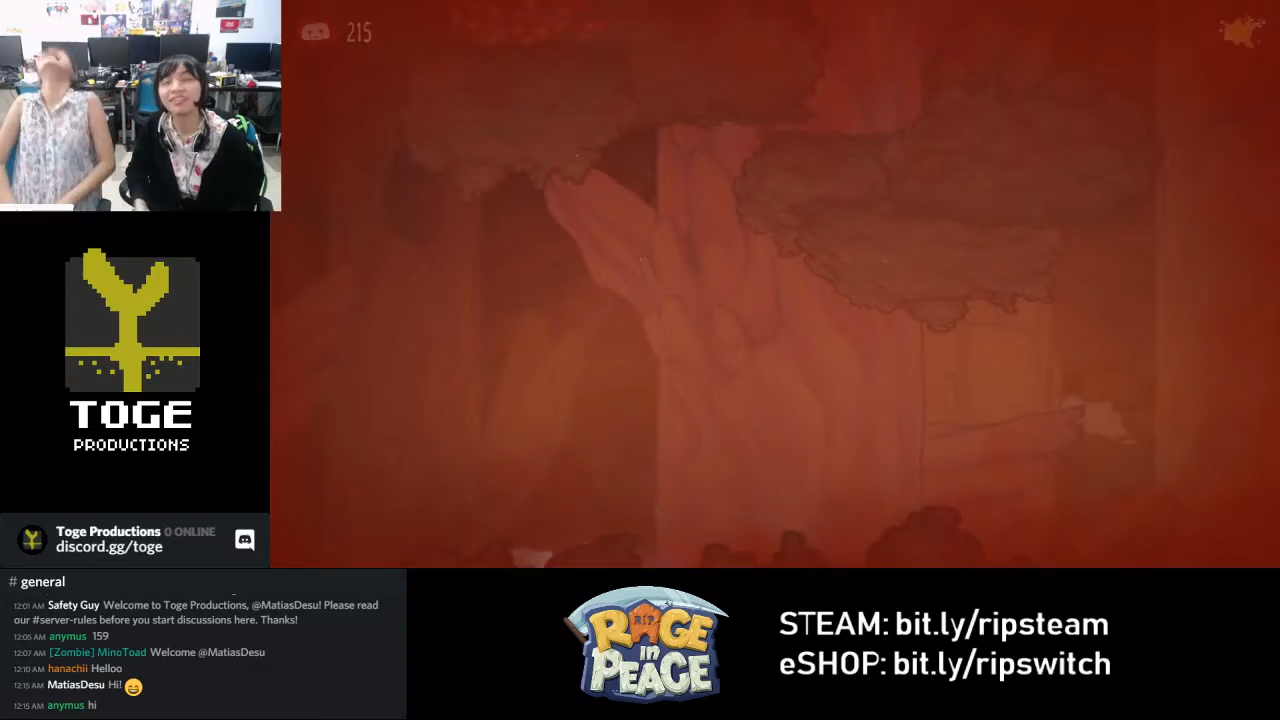 215
TOGE
PRODUCTIONS
Toge Productions 0 ONLINE
discord.gg/toge
# general
12:01 AM Safety Guy Welcome to Toge Productions, @MatiasDesu! Please read
our #server-rules before you start discussions here. Thanks!
12:05 AM anymus 159
12:07 AM [Zombie] MinoToad Welcome @MatiasDesu
12:10 AM hanachii Helloo
12:15 AM MatiasDesu Hi! 😄
12:15 AM anymus hi
RIP
RAGE
in
PEACE
STEAM: bit.ly/ripsteam
eSHOP: bit.ly/ripswitch